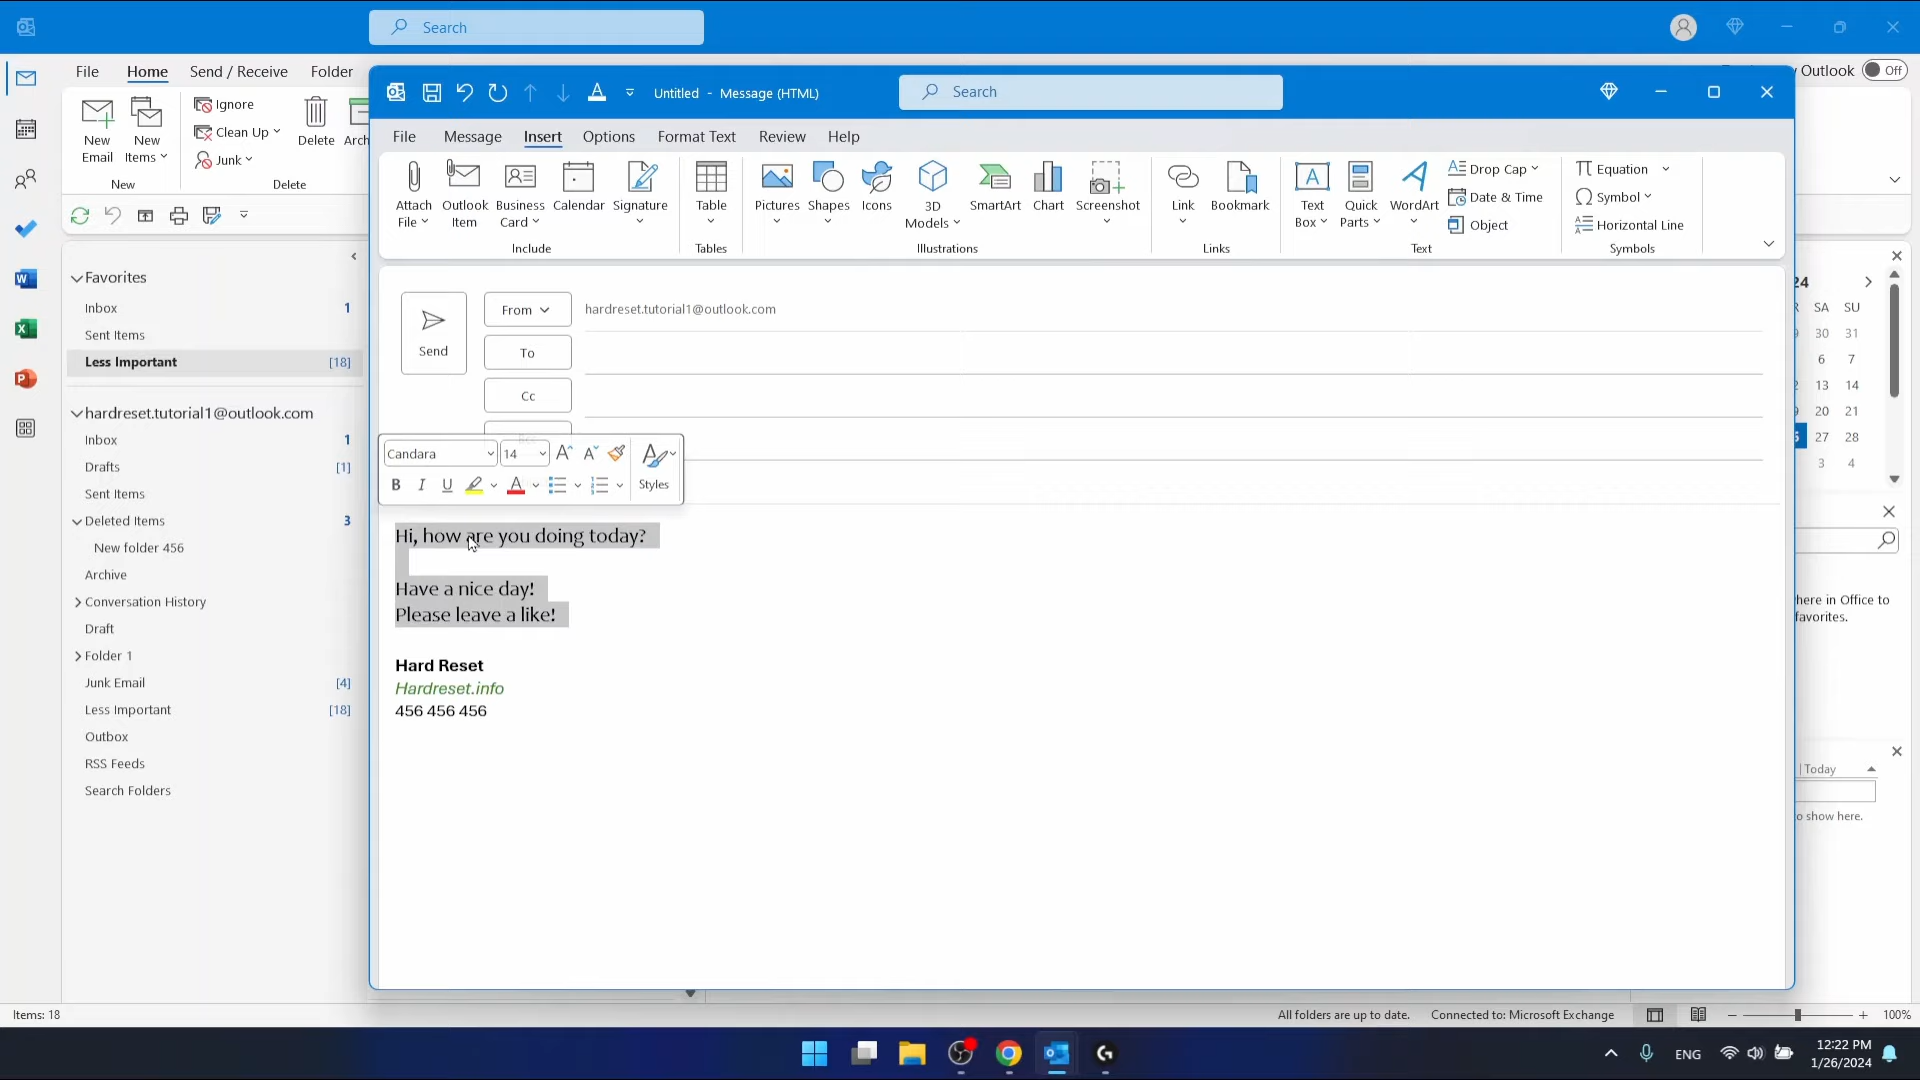 Search
File Home Send / Receive Folder
Outlook Off
New Email
New Items
New
Ignore
Clean Up
Junk
Delete
Delete
Untitled - Message (HTML)
Search
File Message Insert Options Format Text Review Help
Attach File
Outlook Item
Business Card
Calendar
Signature
Include
Table
Tables
Pictures
Shapes
Icons
3D Models
SmartArt
Chart
Screenshot
Illustrations
Link
Bookmark
Links
Text Box
Quick Parts
WordArt
Drop Cap
Date & Time
Object
Text
Equation
Symbol
Horizontal Line
Symbols
Favorites
Inbox 1
Sent Items
Less Important [18]
hardreset.tutorial1@outlook.com
Inbox 1
Drafts [1]
Sent Items
Deleted Items 3
New folder 456
Archive
Conversation History
Draft
Folder 1
Junk Email [4]
Less Important [18]
Outbox
RSS Feeds
Search Folders
Send
From hardreset.tutorial1@outlook.com
To
Cc
Candara 14
B I U
Styles
Hi, how are you doing today?
Have a nice day!
Please leave a like!
Hard Reset
Hardreset.info
456 456 456
24
SA SU
30 31
6 7
13 14
20 21
27 28
3 4
here in Office to
favorites.
Today
o show here.
Items: 18
All folders are up to date. Connected to: Microsoft Exchange 100%
ENG
12:22 PM
1/26/2024